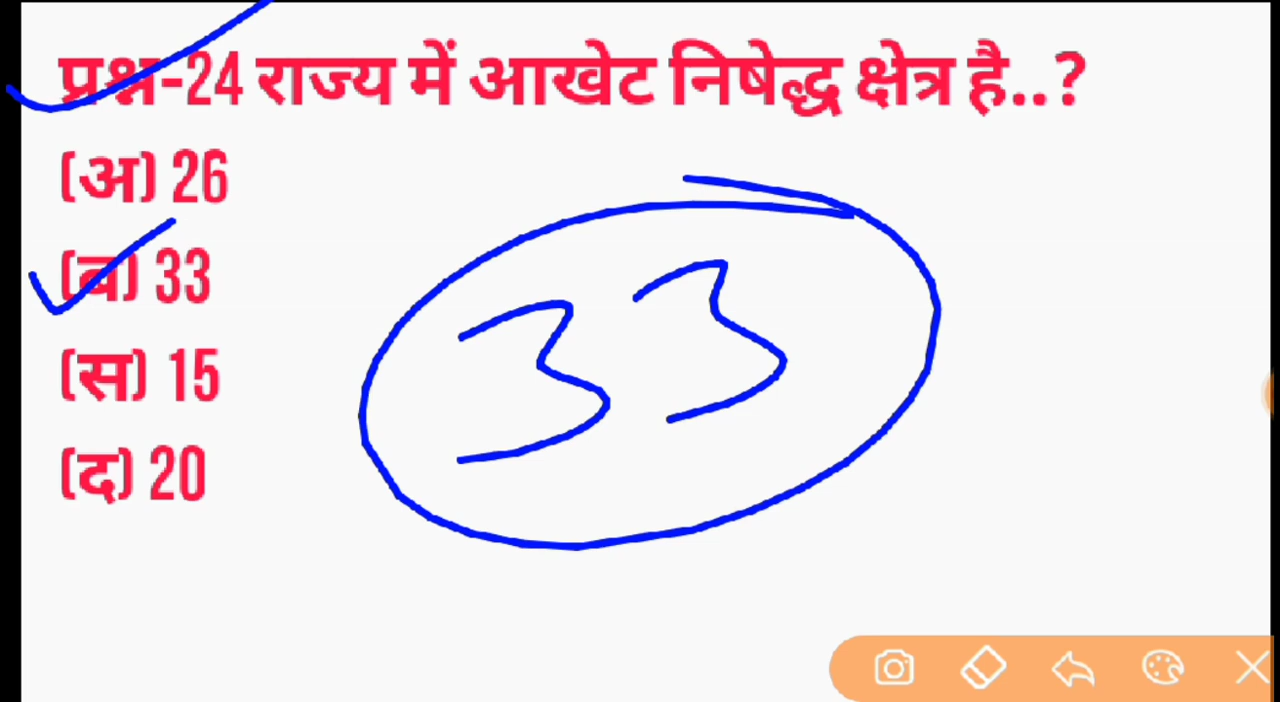 प्रश्न-24 राज्य में आखेट निषेद्ध क्षेत्र है..?
(अ) 26
(ब) 33
33
(स) 15
(द) 20